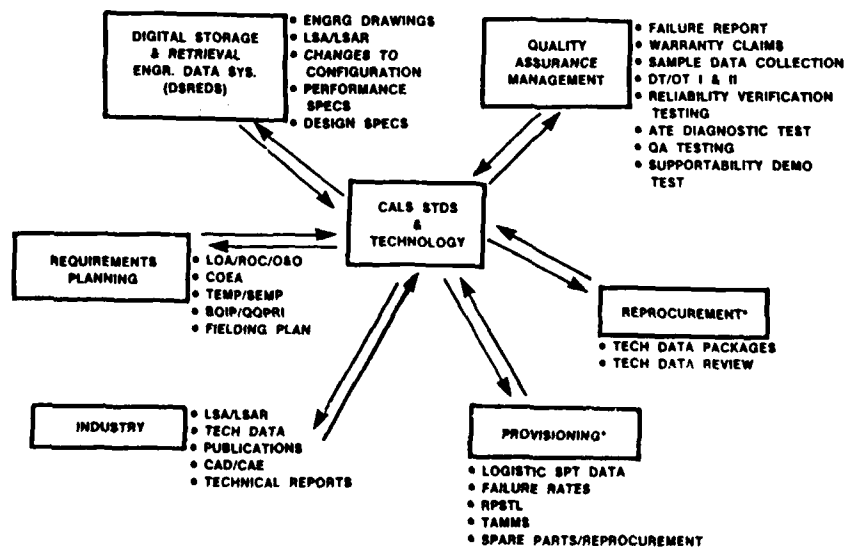 DIGITAL STORAGE
& RETRIEVAL
ENGR. DATA SYS.
(DSREDS)
• ENGRG DRAWINGS
• LSA/LSAR
• CHANGES TO
CONFIGURATION
• PERFORMANCE
SPECS
• DESIGN SPECS
QUALITY
ASSURANCE
MANAGEMENT
• FAILURE REPORT
• WARRANTY CLAIMS
• SAMPLE DATA COLLECTION
• DT/OT I & II
• RELIABILITY VERIFICATION
TESTING
• ATE DIAGNOSTIC TEST
• QA TESTING
• SUPPORTABILITY DEMO
TEST
CALS STDS
&
TECHNOLOGY
REQUIREMENTS
PLANNING
• LOA/ROC/O&O
• COEA
• TEMP/SEMP
• BOIP/QQPRI
• FIELDING PLAN
REPROCUREMENT*
• TECH DATA PACKAGES
• TECH DATA REVIEW
INDUSTRY
• LSA/LSAR
• TECH DATA
• PUBLICATIONS
• CAD/CAE
• TECHNICAL REPORTS
PROVISIONING*
• LOGISTIC SPT DATA
• FAILURE RATES
• RPSTL
• TAMMS
• SPARE PARTS/REPROCUREMENT